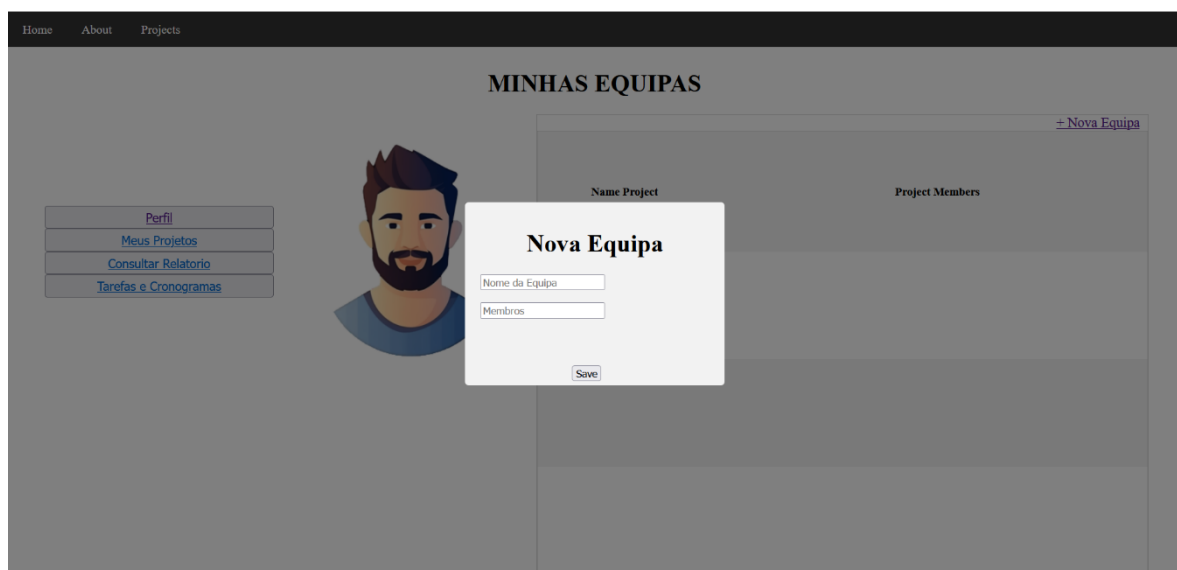 Home About Projects
MINHAS EQUIPAS
+ Nova Equipa
Name Project Project Members
Perfil
Meus Projetos
Consultar Relatorio
Tarefas e Cronogramas
Nova Equipa
Nome da Equipa
Membros
Save